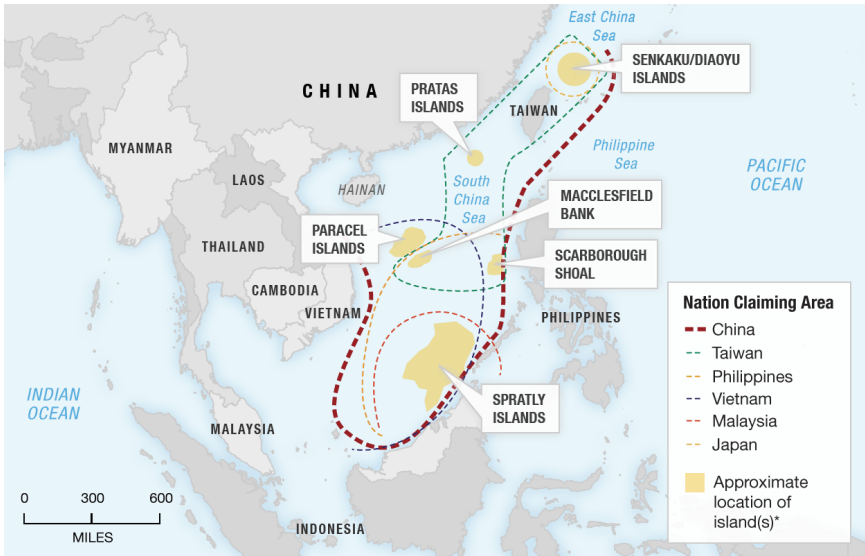 East China
Sea
SENKAKU/DIAOYU
ISLANDS
CHINA
PRATAS
ISLANDS
TAIWAN
MYANMAR
Philippine
Sea
PACIFIC
OCEAN
LAOS
HAINAN
South
China
Sea
MACCLESFIELD
BANK
PARACEL
ISLANDS
THAILAND
SCARBOROUGH
SHOAL
CAMBODIA
VIETNAM
PHILIPPINES
Nation Claiming Area
China
Taiwan
Philippines
Vietnam
Malaysia
Japan
Approximate
location of
island(s)*
INDIAN
OCEAN
SPRATLY
ISLANDS
MALAYSIA
0 300 600
MILES
INDONESIA